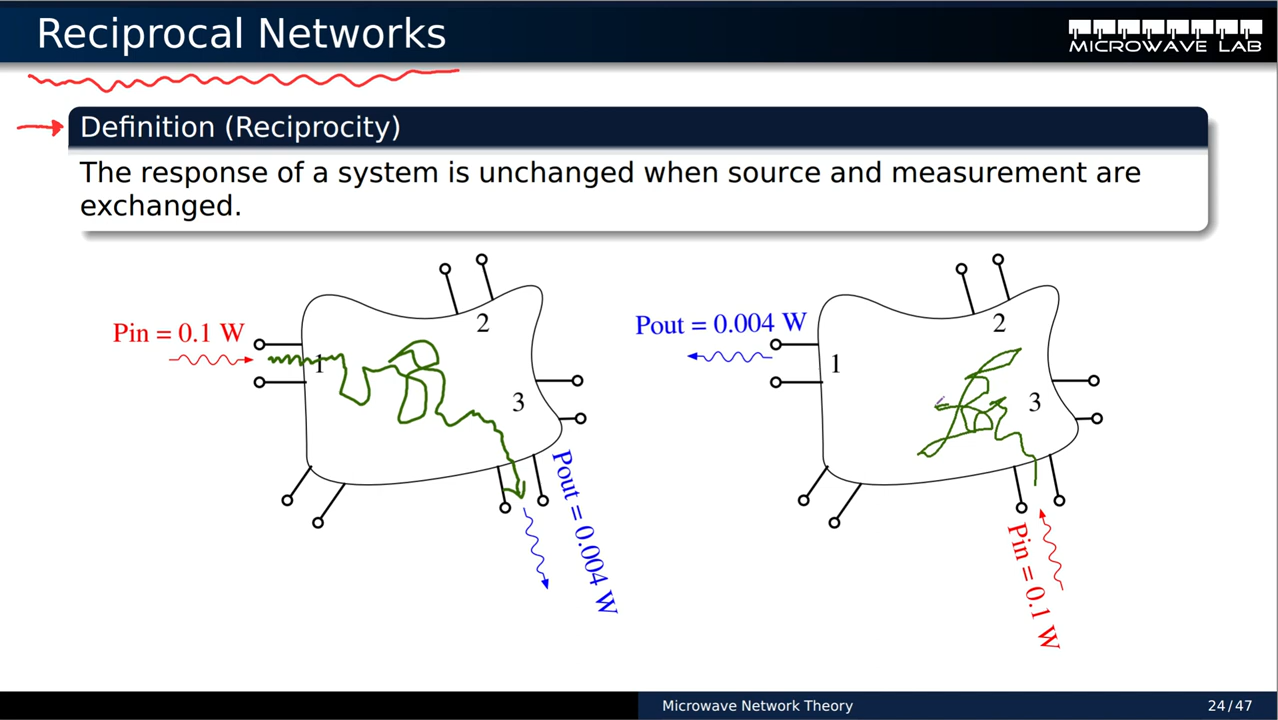 Reciprocal Networks
MICROWAVE LAB
Definition (Reciprocity)
The response of a system is unchanged when source and measurement are
exchanged.
Pin = 0.1 W
1
2
3
Pout = 0.004 W
Pout = 0.004 W
1
2
3
Pin = 0.1 W
Microwave Network Theory
24/47